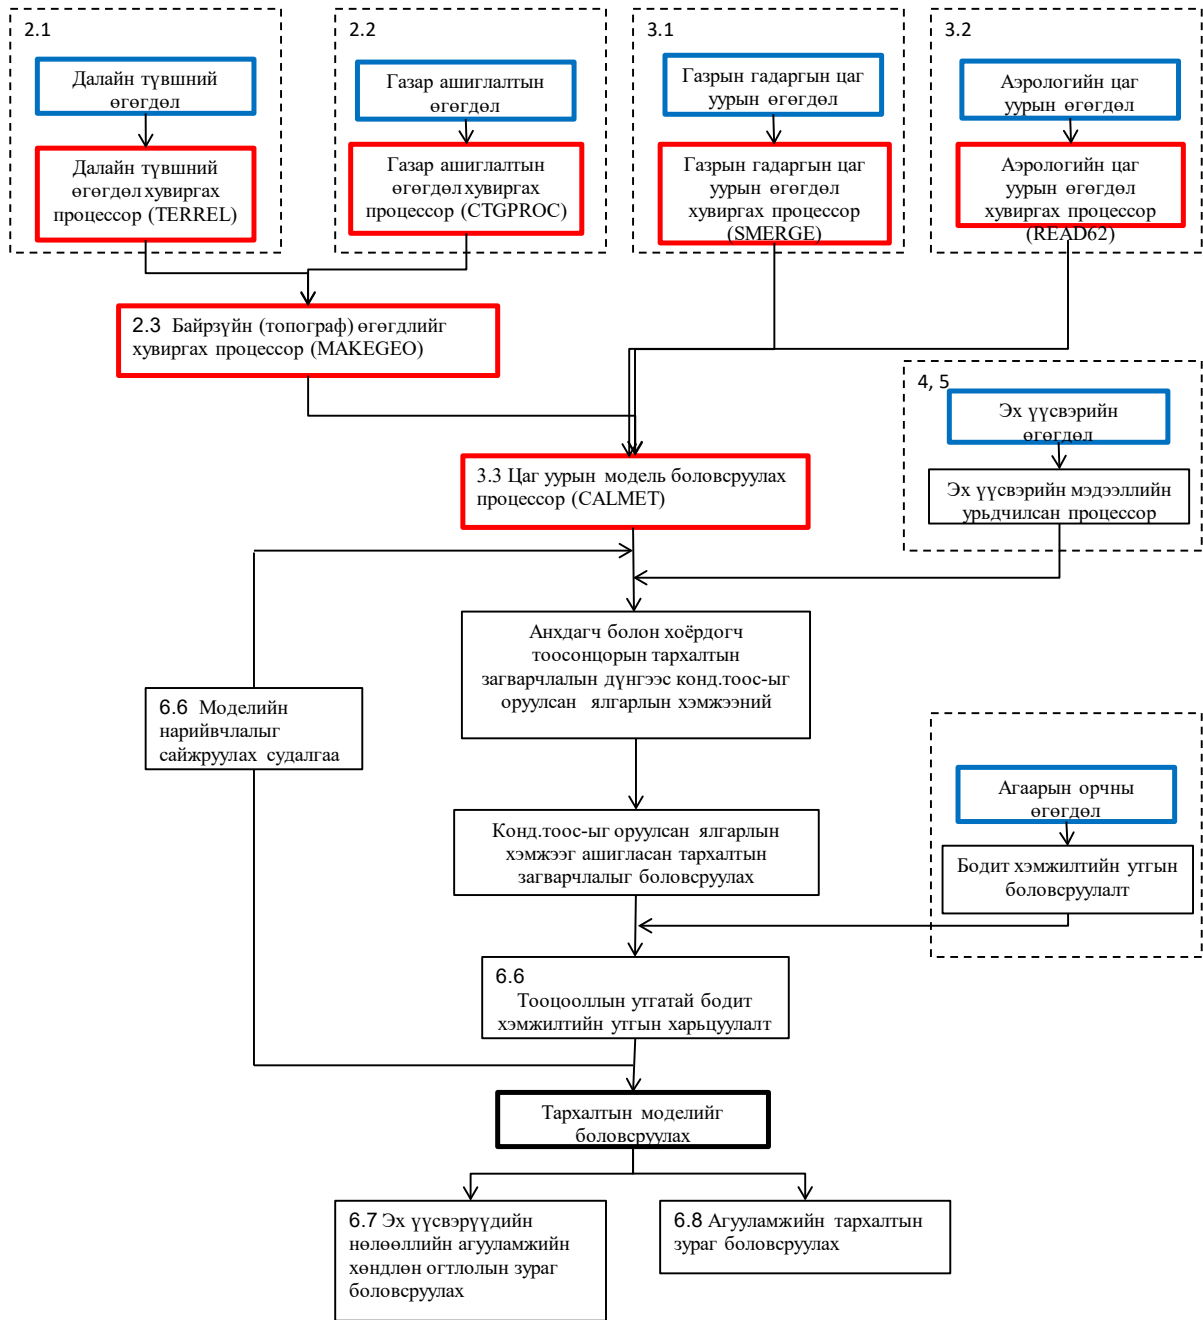 2.1
Далайн түвшний
өгөгдөл
Далайн түвшний
өгөгдөл хувиргах
процессор (TERREL)
2.2
Газар ашиглалтын
өгөгдөл
Газар ашиглалтын
өгөгдөл хувиргах
процессор (CTGPROC)
3.1
Газрын гадаргын цаг
уурын өгөгдөл
Газрын гадаргын цаг
уурын өгөгдөл
хувиргах процессор
(SMERGE)
3.2
Аэрологийн цаг
уурын өгөгдөл
Аэрологийн цаг
уурын өгөгдөл
хувиргах процессор
(READ62)
2.3 Байрзүйн (топограф) өгөгдлийг
хувиргах процессор (MAKEGEO)
4, 5
Эх үүсвэрийн
өгөгдөл
Эх үүсвэрийн мэдээллийн
урьдчилсан процессор
3.3 Цаг уурын модель боловсруулах
процессор (CALMET)
Анхдагч болон хоёрдогч
тоосонцорын тархалтын
загварчлалын дүнгээс конд.тоос-ыг
оруулсан ялгарлын хэмжээний
6.6 Моделийн
нарийвчлалыг
сайжруулах судалгаа
Агаарын орчны
өгөгдөл
Бодит хэмжилтийн утгын
боловсруулалт
Конд.тоос-ыг оруулсан ялгарлын
хэмжээг ашигласан тархалтын
загварчлалыг боловсруулах
6.6
Тооцооллын утгатай бодит
хэмжилтийн утгын харьцуулалт
Тархалтын моделийг
боловсруулах
6.7 Эх үүсвэрүүдийн
нөлөөллийн агууламжийн
хөндлөн огтлолын зураг
боловсруулах
6.8 Агууламжийн тархалтын
зураг боловсруулах